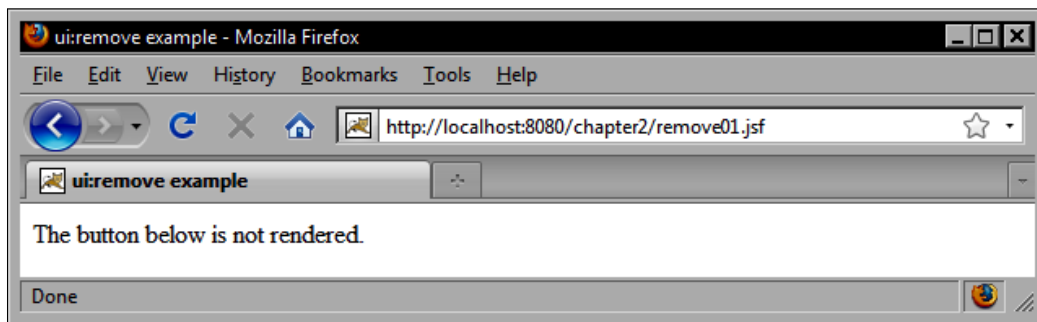 ui:remove example - Mozilla Firefox
File Edit View History Bookmarks Tools Help
http://localhost:8080/chapter2/remove01.jsf
ui:remove example
The button below is not rendered.
Done